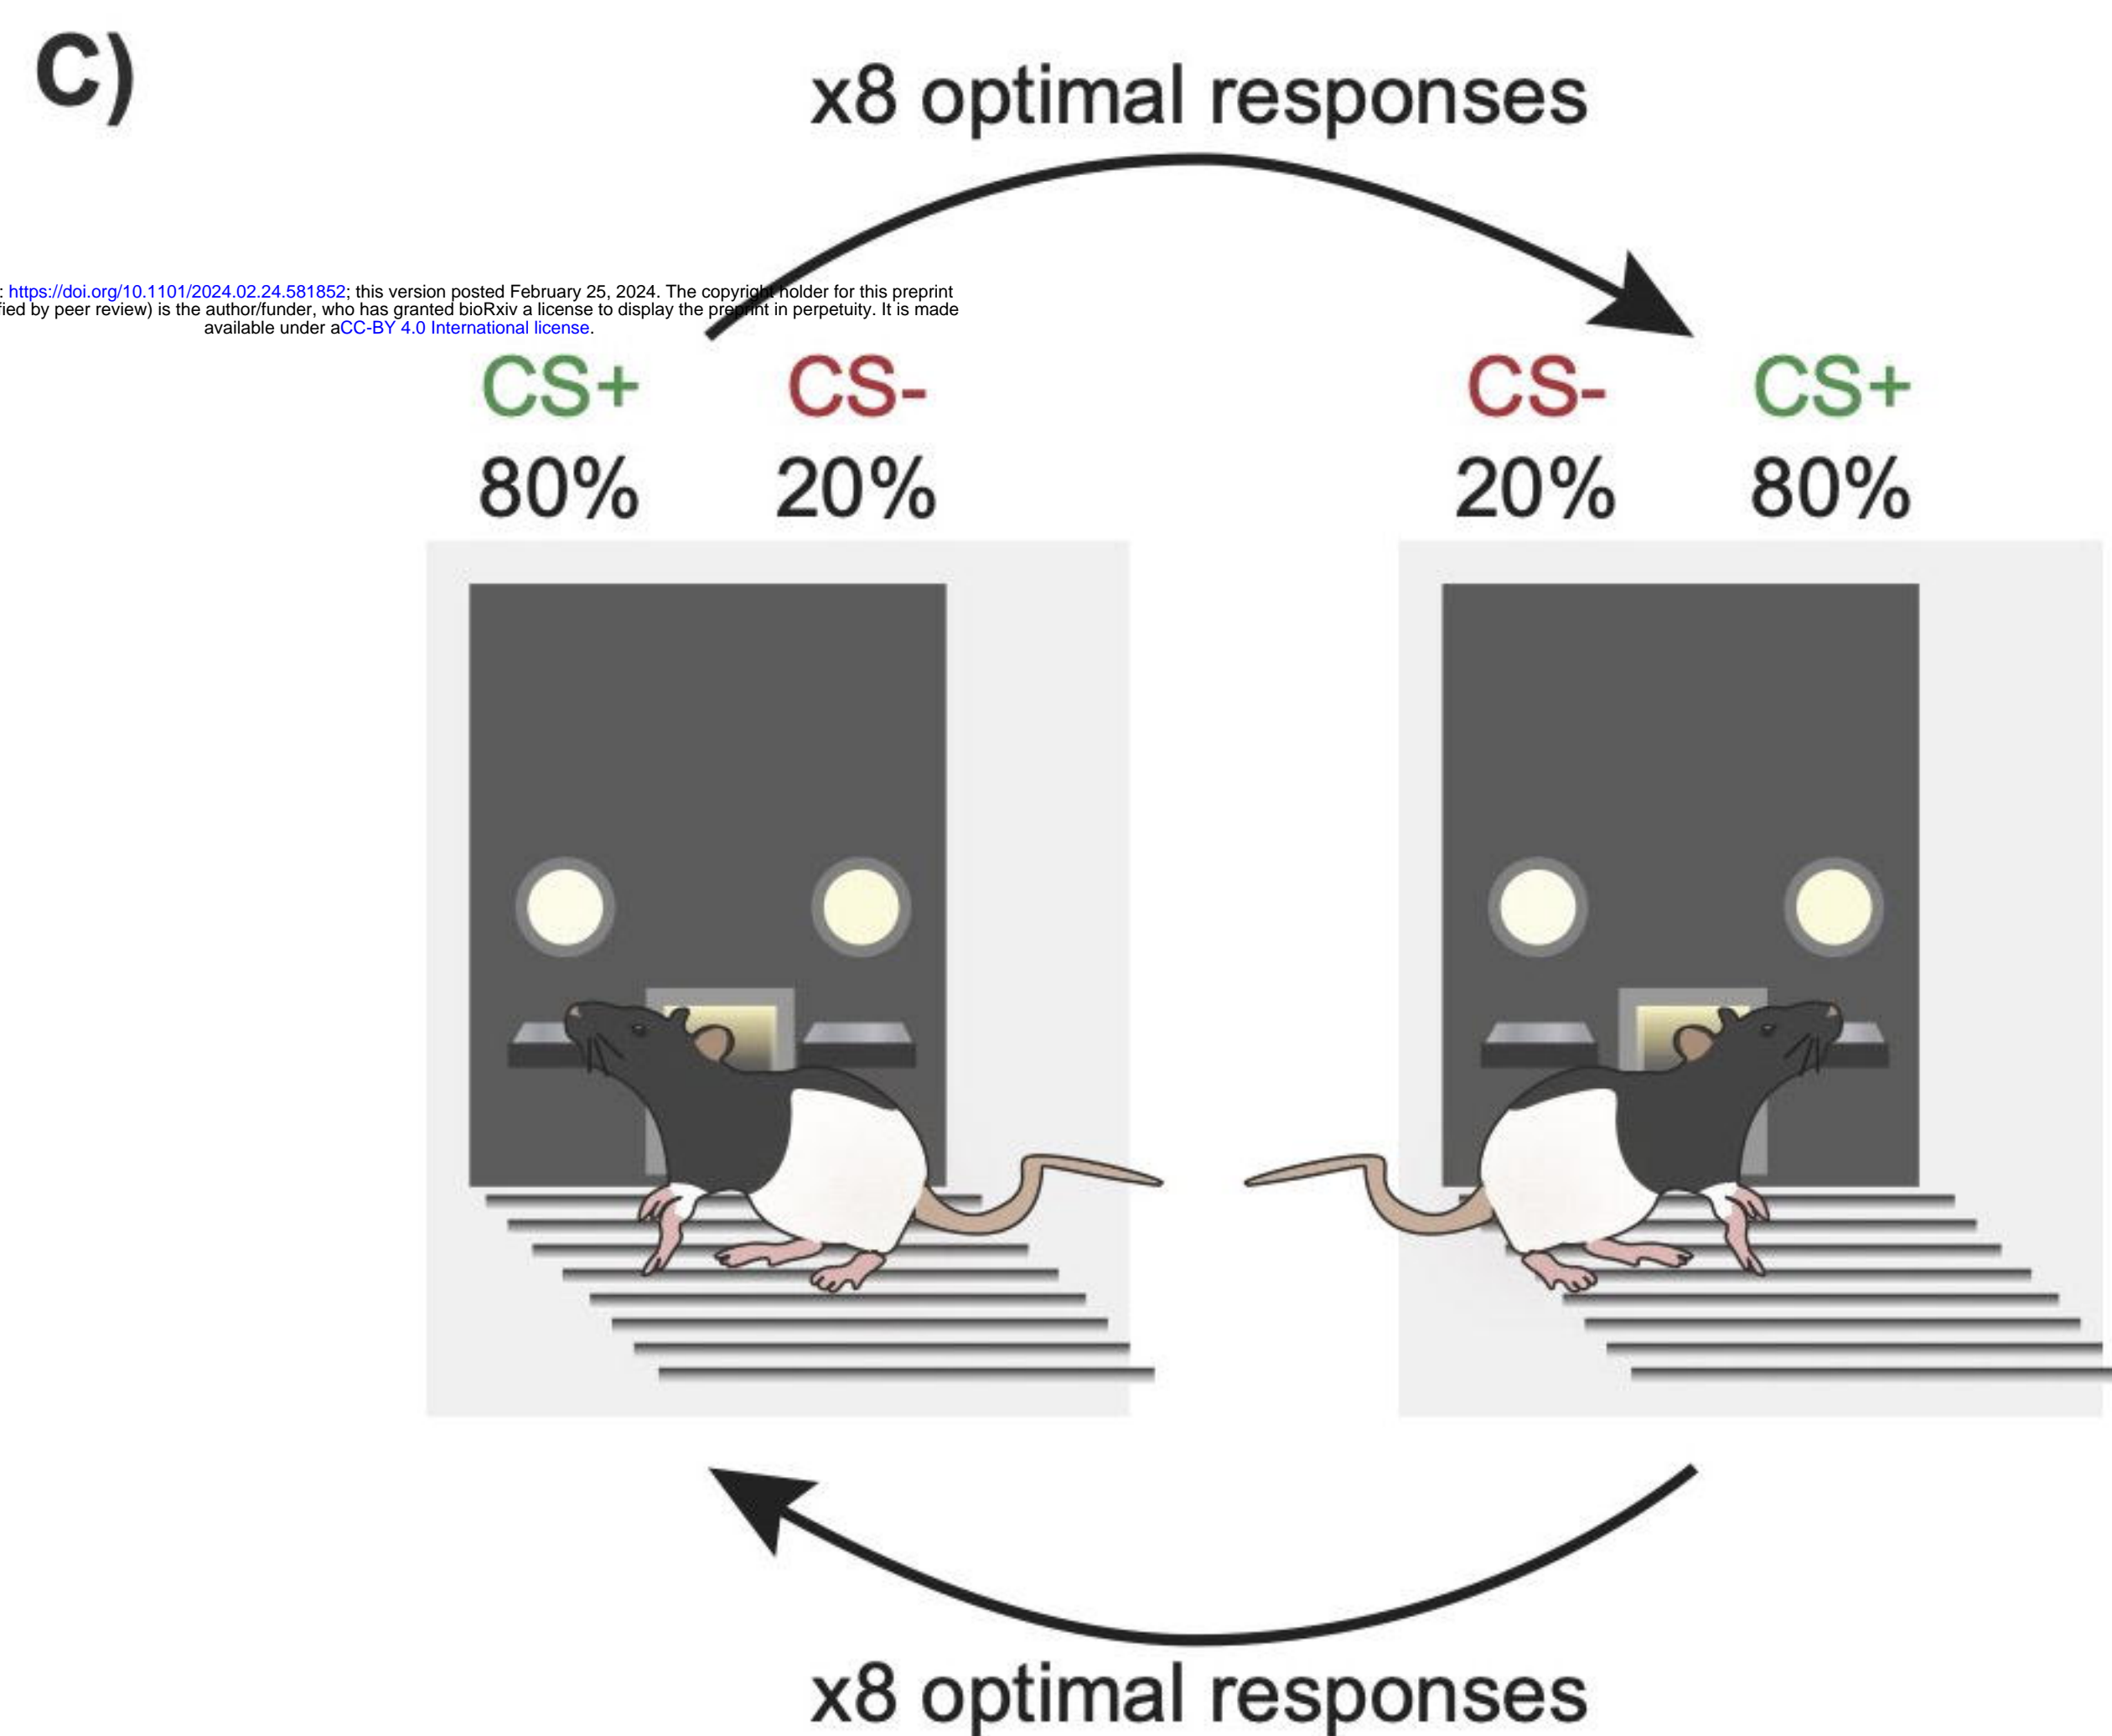 C)
x8 optimal responses
: https://doi.org/10.1101/2024.02.24.581852; this version posted February 25, 2024. The copyright holder for this preprint
fied by peer review) is the author/funder, who has granted bioRxiv a license to display the preprint in perpetuity. It is made
available under aCC-BY 4.0 International license.
CS+ CS- CS- CS+
80% 20% 20% 80%
x8 optimal responses